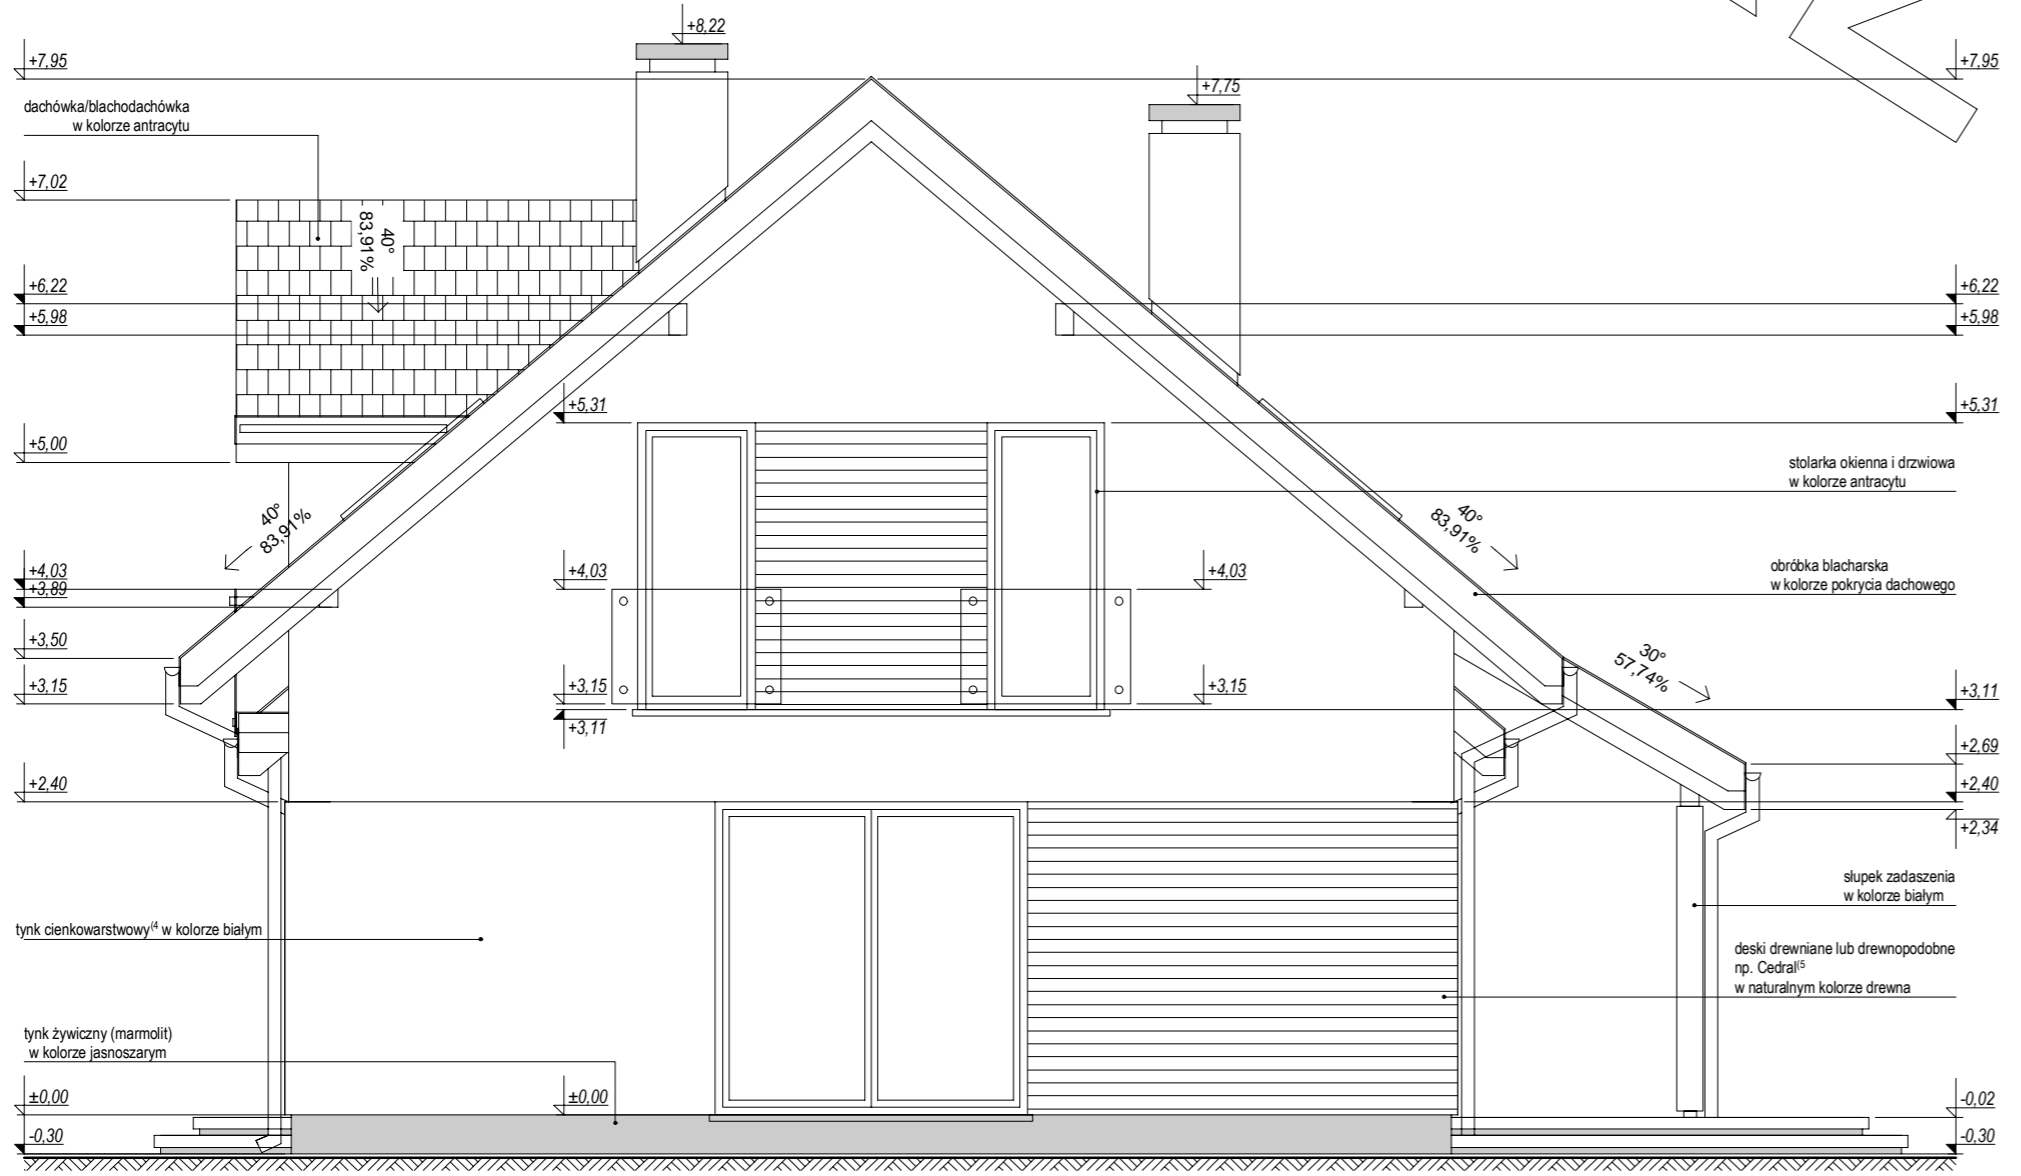 +8,22
+7,95
+7,95
+7,75
dachówka/blachodachówka
w kolorze antracytu
+7,02
40°
83,91%
+6,22
+6,22
+5,98
+5,98
+5,31
+5,31
+5,00
stolarka okienna i drzwiowa
w kolorze antracytu
40°
83,91%
40°
83,91%
+4,03
+4,03
+4,03
+3,89
obróbka blacharska
w kolorze pokrycia dachowego
+3,50
30°
57,74%
+3,15
+3,15
+3,15
+3,11
+3,11
+2,69
+2,40
+2,40
+2,34
słupek zadaszenia
w kolorze białym
tynk cienkowarstwowy(4 w kolorze białym
deski drewniane lub drewnopodobne
np. Cedral(5
w naturalnym kolorze drewna
tynk żywiczny (marmolit)
w kolorze jasnoszarym
±0,00
±0,00
-0,02
-0,30
-0,30